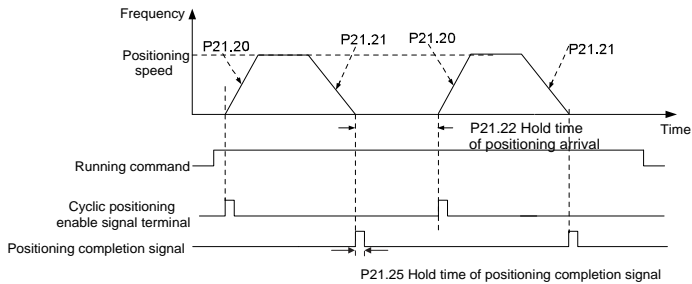 Frequency
P21.20
P21.21
P21.20
P21.21
Positioning
speed
Time
P21.22 Hold time
of positioning arrival
Running command
Cyclic positioning
enable signal terminal
Positioning completion signal
P21.25 Hold time of positioning completion signal